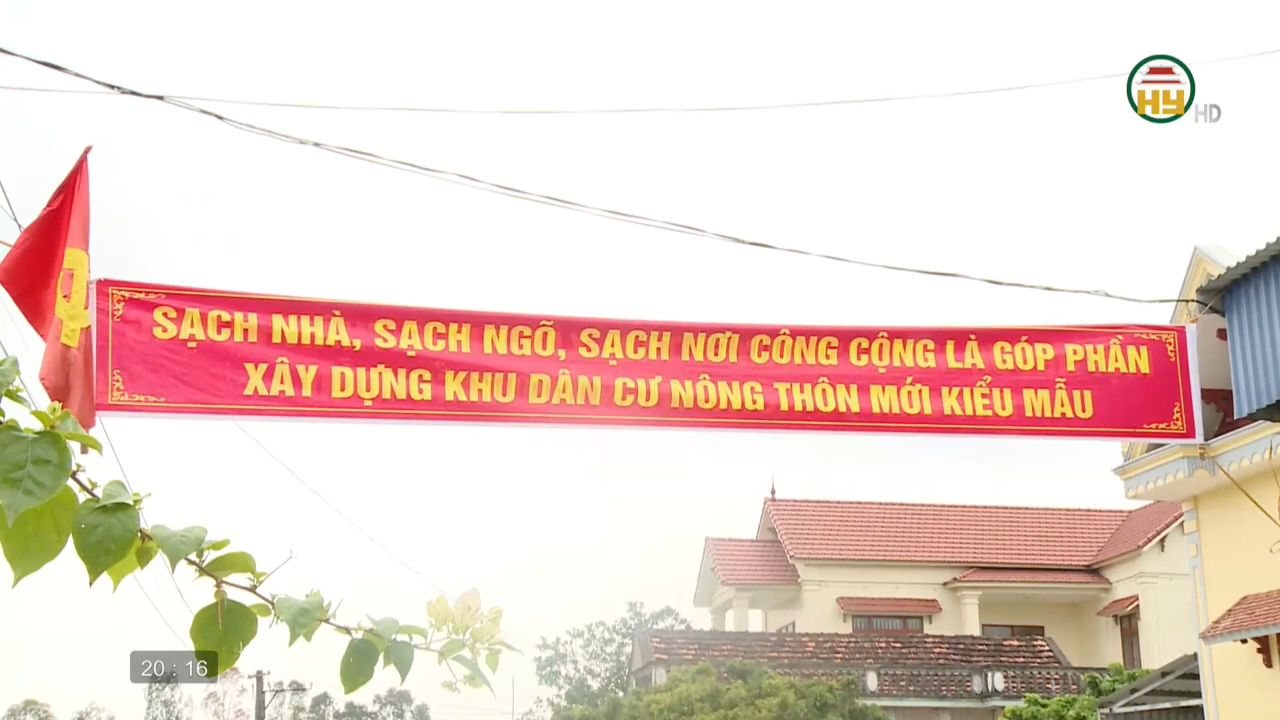 HY HD
SẠCH NHÀ, SẠCH NGÕ, SẠCH NƠI CÔNG CỘNG LÀ GÓP PHẦN
XÂY DỰNG KHU DÂN CƯ NÔNG THÔN MỚI KIỂU MẪU
20 : 16